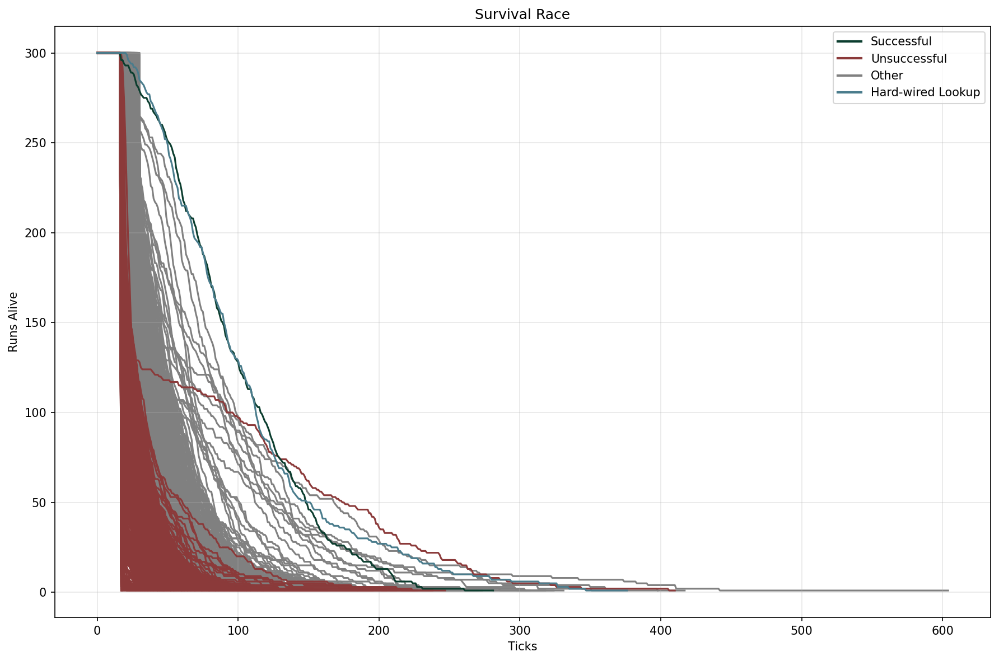 Survival Race
Successful
Unsuccessful
Other
Hard-wired Lookup
Runs Alive
300
250
200
150
100
50
0
0 100 200 300 400 500 600
Ticks